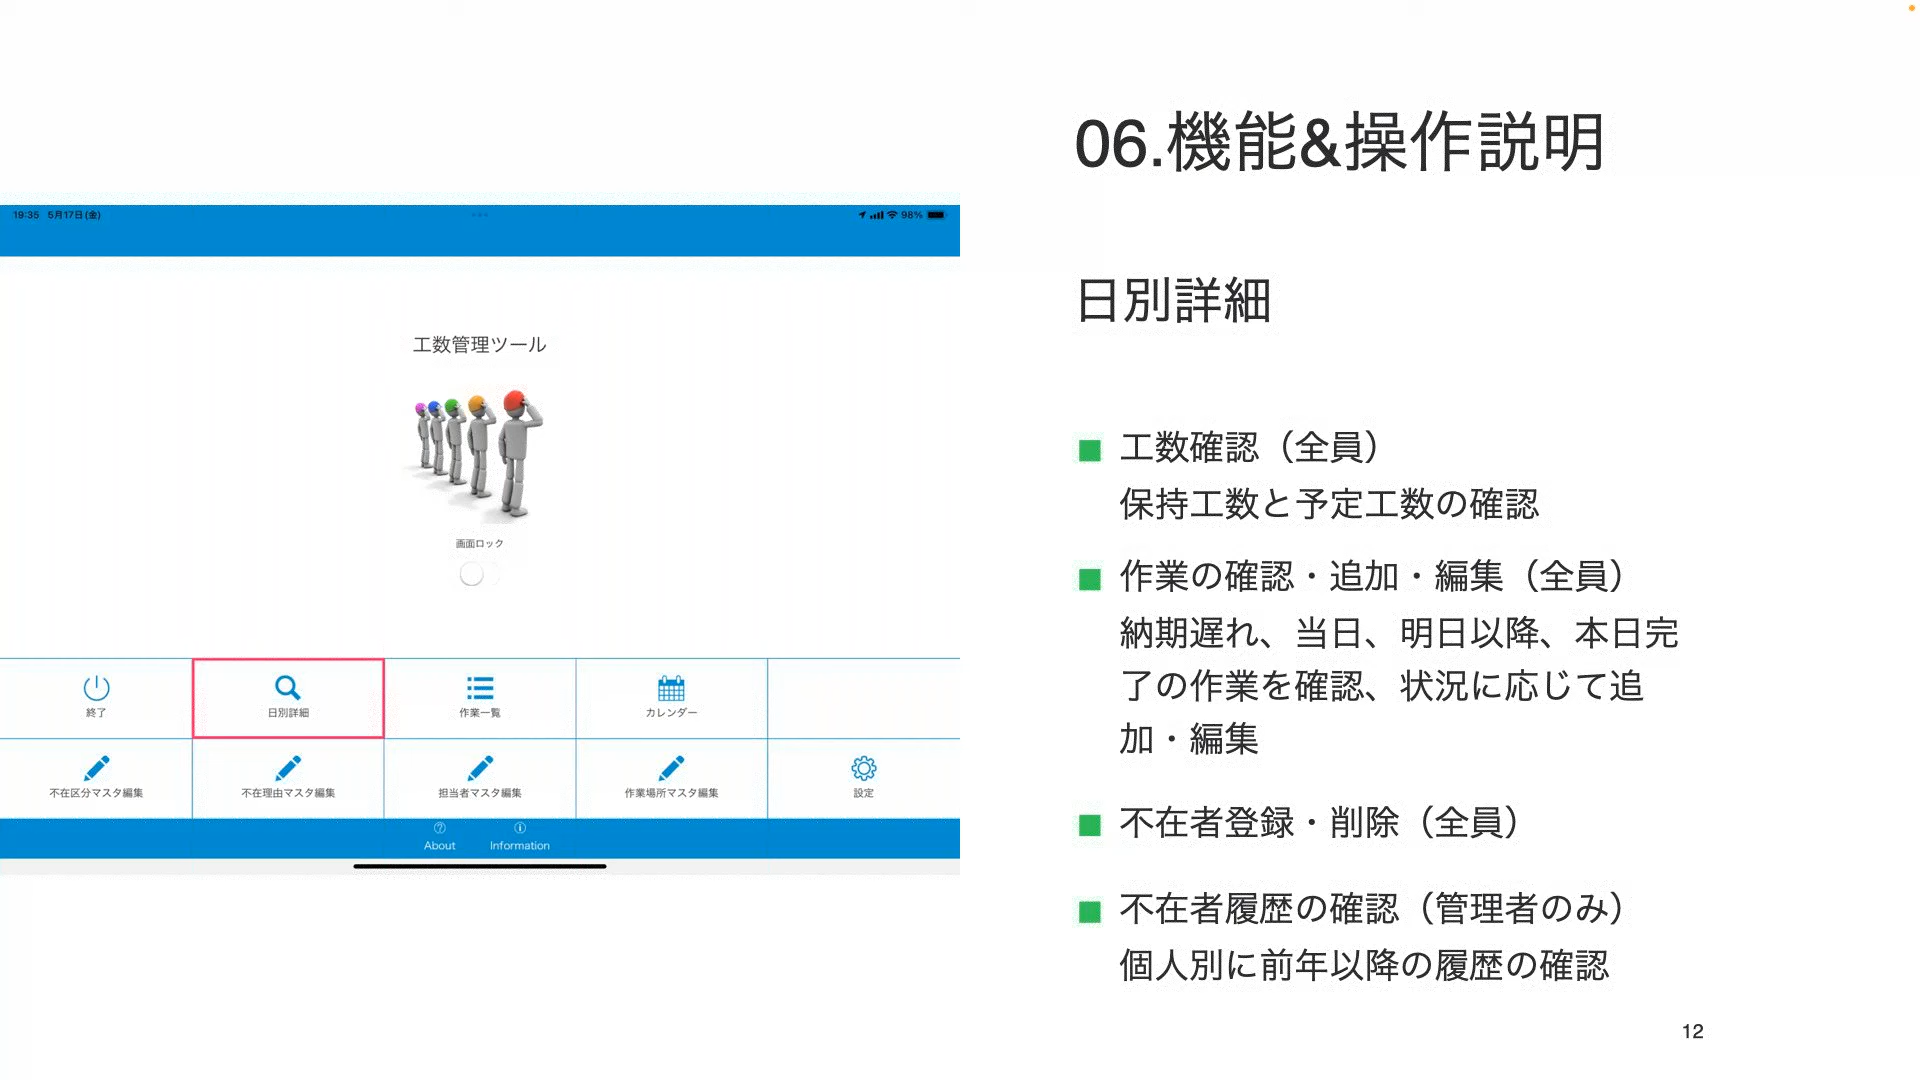 19:35 5月17日(金)
98%
工数管理ツール
画面ロック
終了
日別詳細
作業一覧
カレンダー
不在区分マスタ編集
不在理由マスタ編集
担当者マスタ編集
作業場所マスタ編集
設定
About
Information
06.機能&操作説明
日別詳細
工数確認（全員）
保持工数と予定工数の確認
作業の確認・追加・編集（全員）
納期遅れ、当日、明日以降、本日完
了の作業を確認、状況に応じて追
加・編集
不在者登録・削除（全員）
不在者履歴の確認（管理者のみ）
個人別に前年以降の履歴の確認
12